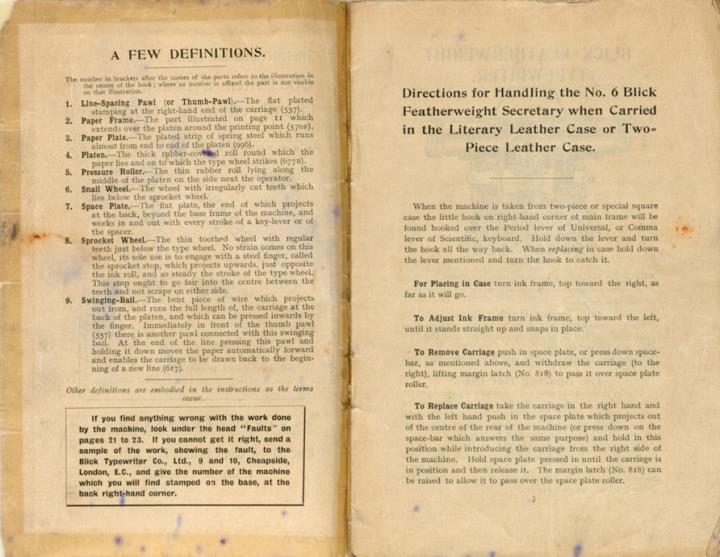 A FEW DEFINITIONS.
The number in brackets after the names of the parts refers to the illustration in
the centre of the book; where no number is affixed the part is not visible
on that illustration.
1. Line-Spacing Pawl (or Thumb-Pawl).—The flat plated
stamping at the right-hand end of the carriage (537).
2. Paper Frame.—The part illustrated on page 11 which
extends over the platen around the printing point (570F).
3. Paper Plate.—The plated strip of spring steel which runs
almost from end to end of the platen (996).
4. Platen.—The thick rubber-covered roll round which the
paper lies and on to which the type wheel strikes (677B).
5. Pressure Roller.—The thin rubber roll lying along the
middle of the platen on the side next the operator.
6. Snail Wheel.—The wheel with irregularly cut teeth which
lies below the sprocket wheel.
7. Space Plate.—The flat plate, the end of which projects
at the back, beyond the base frame of the machine, and
works in and out with every stroke of a key-lever or of
the spacer.
8. Sprocket Wheel.—The thin toothed wheel with regular
teeth just below the type wheel. No strain comes on this
wheel, its sole use is to engage with a steel finger, called
the sprocket stop, which projects upwards, just opposite
the ink roll, and so steady the stroke of the type wheel.
This stop ought to go fair into the centre between the
teeth and not scrape on either side.
9. Swinging-Bail.—The bent piece of wire which projects
out from, and runs the full length of, the carriage at the
back of the platen, and which can be pressed inwards by
the finger. Immediately in front of the thumb pawl
(537) there is another pawl connected with this swinging
bail. At the end of the line pressing this pawl and
holding it down moves the paper automatically forward
and enables the carriage to be drawn back to the begin-
ning of a new line (617).
Other definitions are embodied in the instructions as the terms
occur.
If you find anything wrong with the work done
by the machine, look under the head "Faults" on
pages 21 to 23. If you cannot get it right, send a
sample of the work, showing the fault, to the
Blick Typewriter Co., Ltd., 9 and 10, Cheapside,
London, E.C., and give the number of the machine
which you will find stamped on the base, at the
back right-hand corner.
Directions for Handling the No. 6 Blick
Featherweight Secretary when Carried
in the Literary Leather Case or Two-
Piece Leather Case.
When the machine is taken from two-piece or special square
case the little hook on right-hand corner of main frame will be
found hooked over the Period lever of Universal, or Comma
lever of Scientific, keyboard. Hold down the lever and turn
the hook all the way back. When replacing in case hold down
the lever mentioned and turn the hook to catch it.
For Placing in Case turn ink frame, top toward the right, as
far as it will go.
To Adjust Ink Frame turn ink frame, top toward the left,
until it stands straight up and snaps in place.
To Remove Carriage push in space plate, or press down space-
bar, as mentioned above, and withdraw the carriage (to the
right), lifting margin latch (No. 818) to pass it over space plate
roller.
To Replace Carriage take the carriage in the right hand and
with the left hand push in the space plate which projects out
of the centre of the rear of the machine (or press down on the
space-bar which answers the same purpose) and hold in this
position while introducing the carriage from the right side of
the machine. Hold space plate pressed in until the carriage is
in position and then release it. The margin latch (No. 818) can
be raised to allow it to pass over the space plate roller.
3